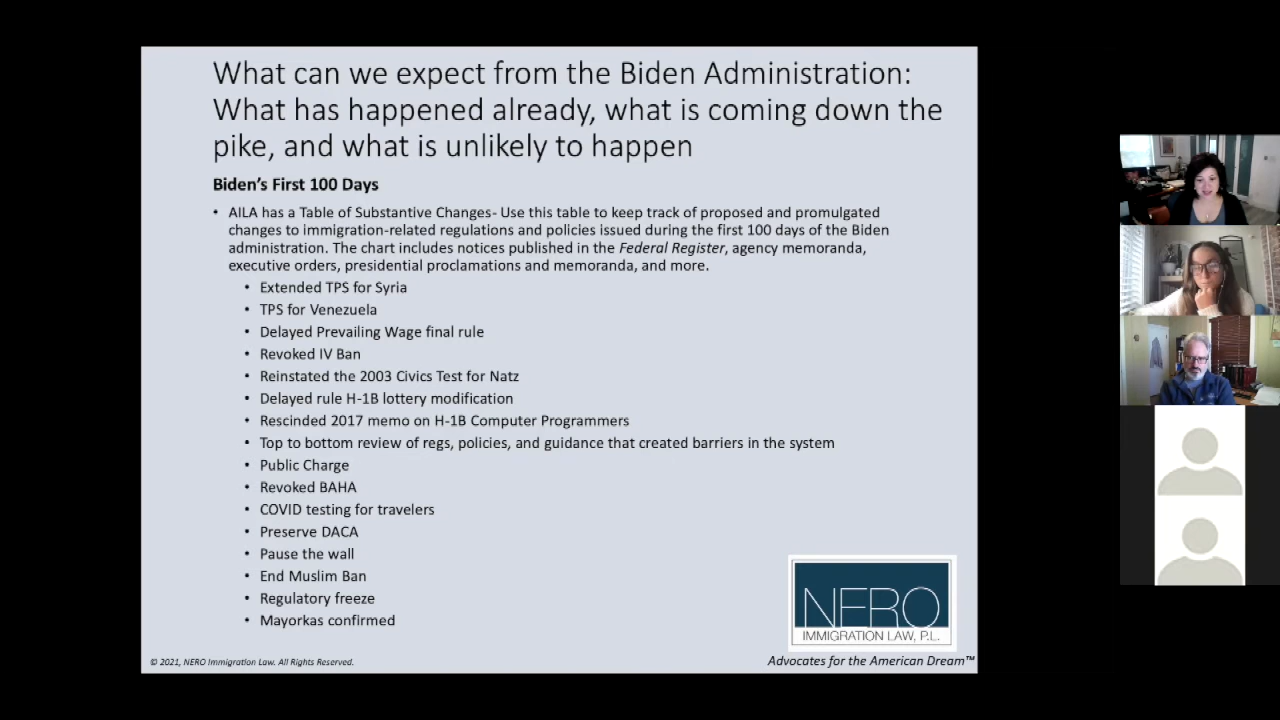 What can we expect from the Biden Administration:
What has happened already, what is coming down the
pike, and what is unlikely to happen
Biden's First 100 Days
• AILA has a Table of Substantive Changes- Use this table to keep track of proposed and promulgated
changes to immigration-related regulations and policies issued during the first 100 days of the Biden
administration. The chart includes notices published in the Federal Register, agency memoranda,
executive orders, presidential proclamations and memoranda, and more.
• Extended TPS for Syria
• TPS for Venezuela
• Delayed Prevailing Wage final rule
• Revoked IV Ban
• Reinstated the 2003 Civics Test for Natz
• Delayed rule H-1B lottery modification
• Rescinded 2017 memo on H-1B Computer Programmers
• Top to bottom review of regs, policies, and guidance that created barriers in the system
• Public Charge
• Revoked BAHA
• COVID testing for travelers
• Preserve DACA
• Pause the wall
• End Muslim Ban
• Regulatory freeze
• Mayorkas confirmed
NERO
IMMIGRATION LAW, P.L.
© 2021, NERO Immigration Law. All Rights Reserved.
Advocates for the American Dream™